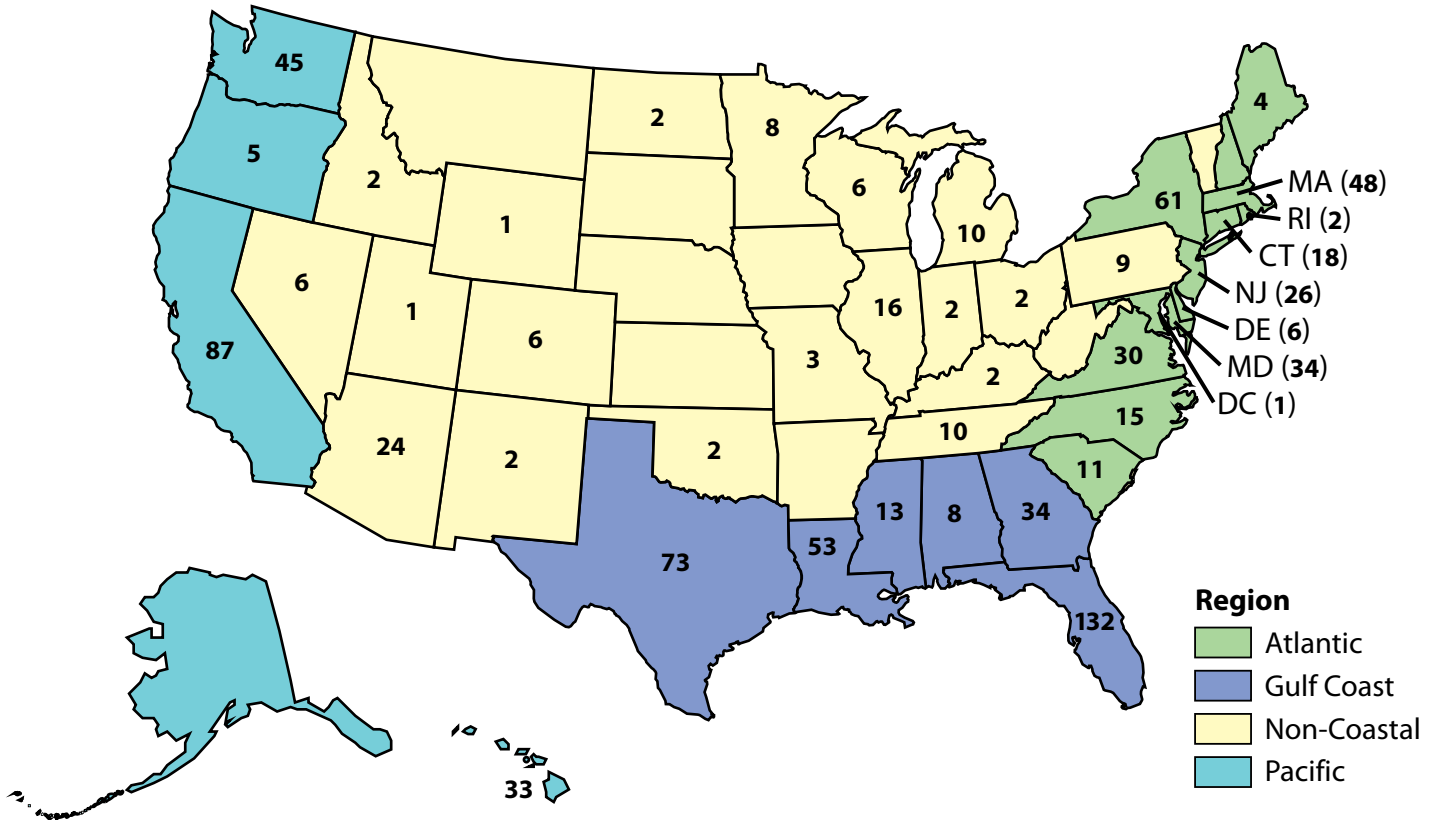 45
5
87
2
6
1
1
6
24
2
2
8
6
10
16
2
2
3
2
10
2
9
61
4
MA (48)
RI (2)
CT (18)
NJ (26)
DE (6)
MD (34)
DC (1)
30
15
11
73
53
13
8
34
132
33
Region
Atlantic
Gulf Coast
Non-Coastal
Pacific